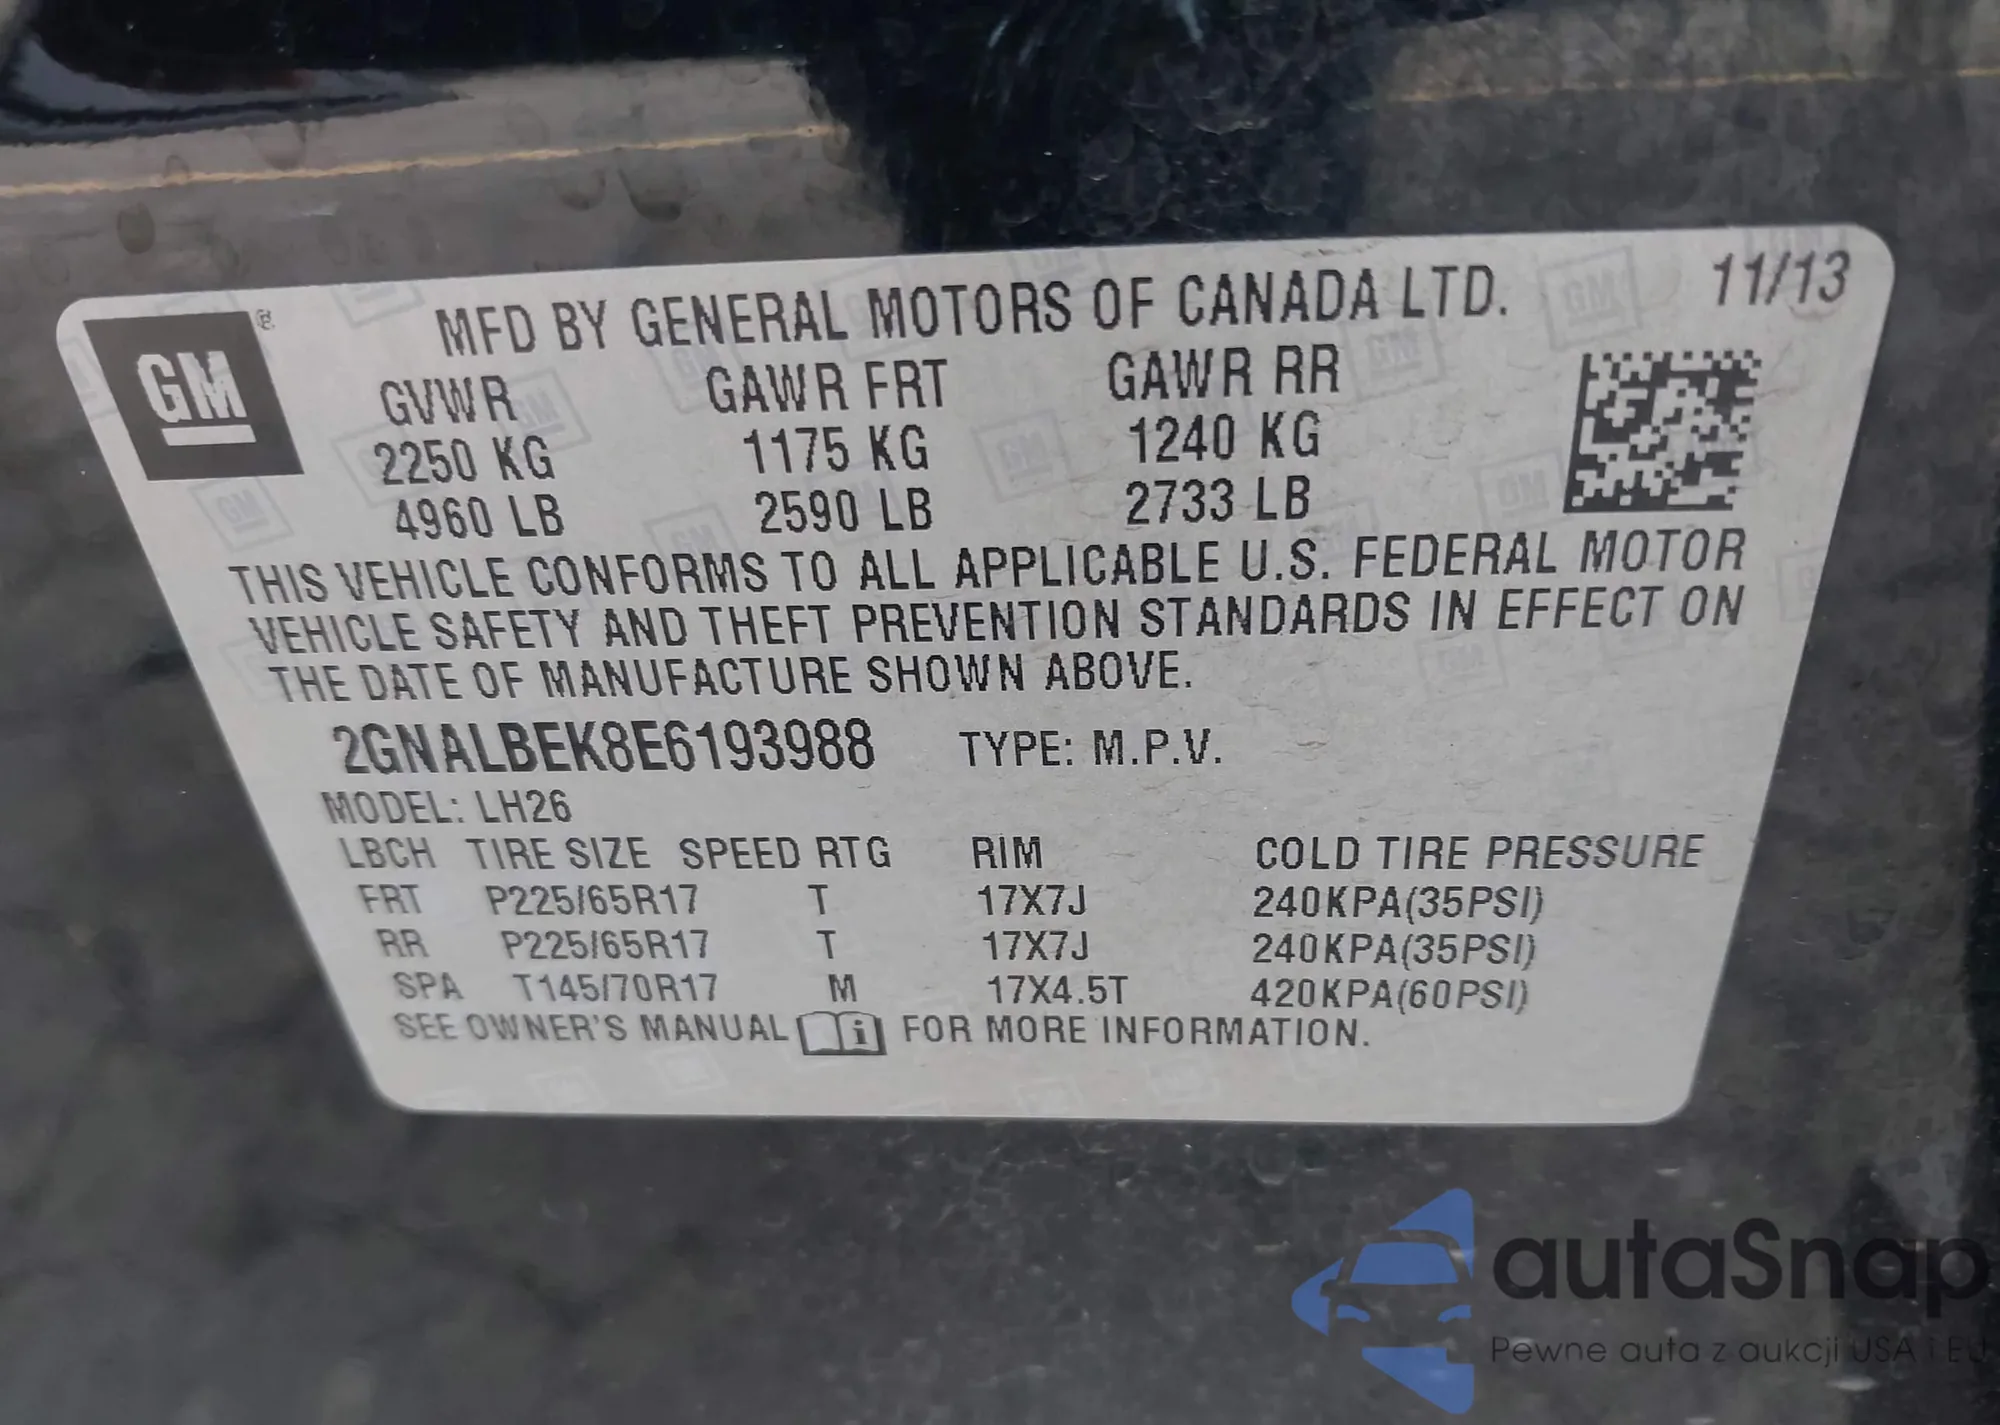 GM
MFD BY GENERAL MOTORS OF CANADA LTD. 11/13
GVWR GAWR FRT GAWR RR
2250 KG 1175 KG 1240 KG
4960 LB 2590 LB 2733 LB
THIS VEHICLE CONFORMS TO ALL APPLICABLE U.S. FEDERAL MOTOR
VEHICLE SAFETY AND THEFT PREVENTION STANDARDS IN EFFECT ON
THE DATE OF MANUFACTURE SHOWN ABOVE.
2GNALBEK8E6193988 TYPE: M.P.V.
MODEL: LH26
LBCH TIRE SIZE SPEED RTG RIM COLD TIRE PRESSURE
FRT P225/65R17 T 17X7J 240KPA(35PSI)
RR P225/65R17 T 17X7J 240KPA(35PSI)
SPA T145/70R17 M 17X4.5T 420KPA(60PSI)
SEE OWNER'S MANUAL i FOR MORE INFORMATION.
autaSnap
Pewne auta z aukcji USA i EU